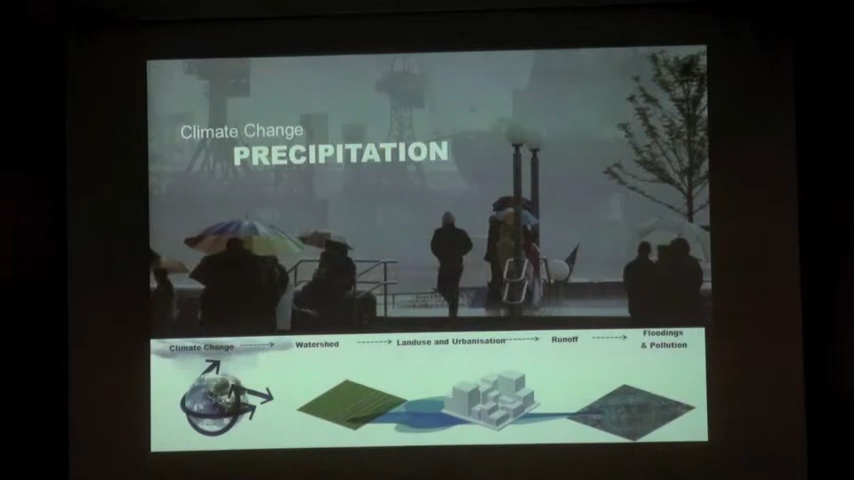 Climate Change
PRECIPITATION
Climate Change
Watershed
Landuse and Urbanisation
Runoff
Floodings
& Pollution